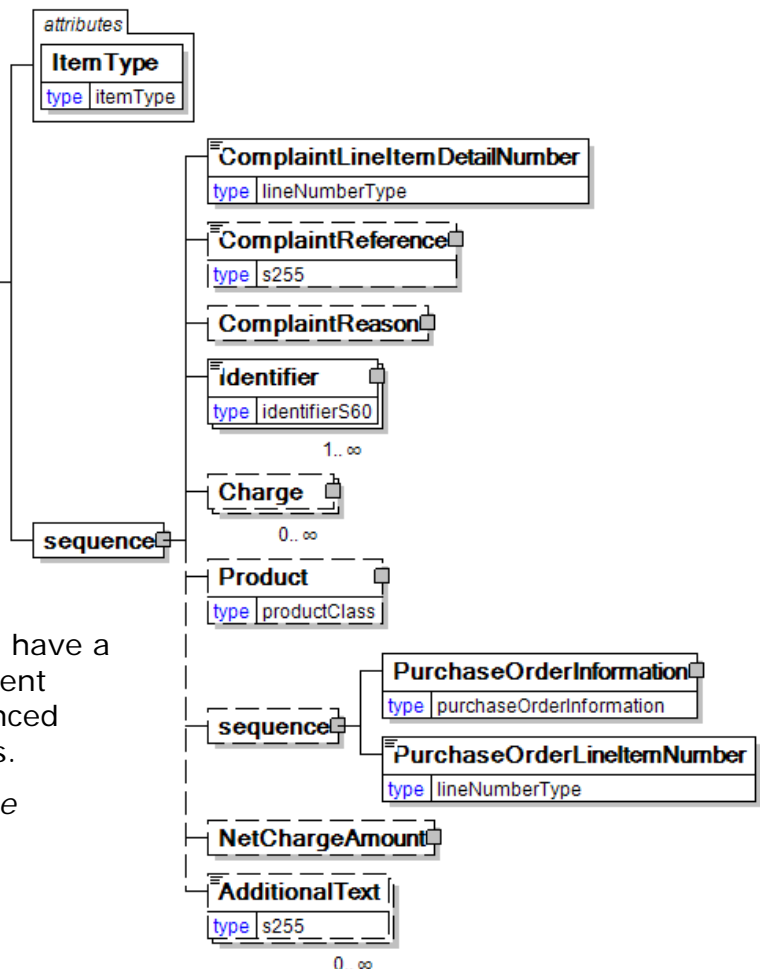 attributes
ItemType
type itemType
ComplaintLineItemDetailNumber
type lineNumberType
ComplaintReference
type s255
ComplaintReason
Identifier
type identifierS60
1.. ∞
Charge
0.. ∞
sequence
Product
type productClass
have a
ent
nced
s.
e
sequence
PurchaseOrderInformation
type purchaseOrderInformation
PurchaseOrderLineItemNumber
type lineNumberType
NetChargeAmount
AdditionalText
type s255
0.. ∞